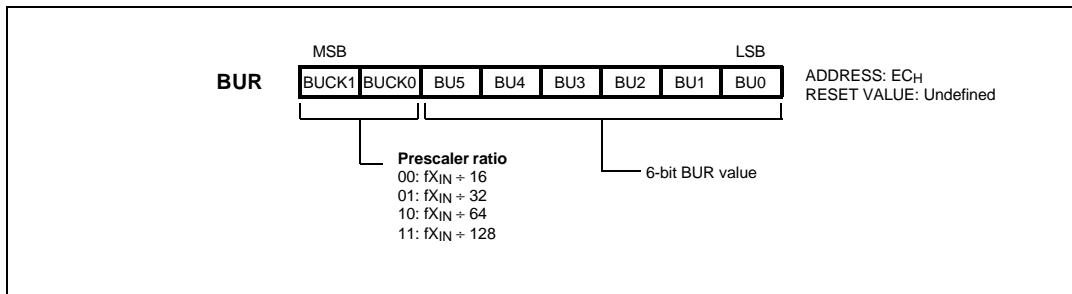 MSB LSB
BUR BUCK1 BUCK0 BU5 BU4 BU3 BU2 BU1 BU0 ADDRESS: ECH
RESET VALUE: Undefined
Prescaler ratio
00: fXIN ÷ 16
01: fXIN ÷ 32
10: fXIN ÷ 64
11: fXIN ÷ 128
6-bit BUR value